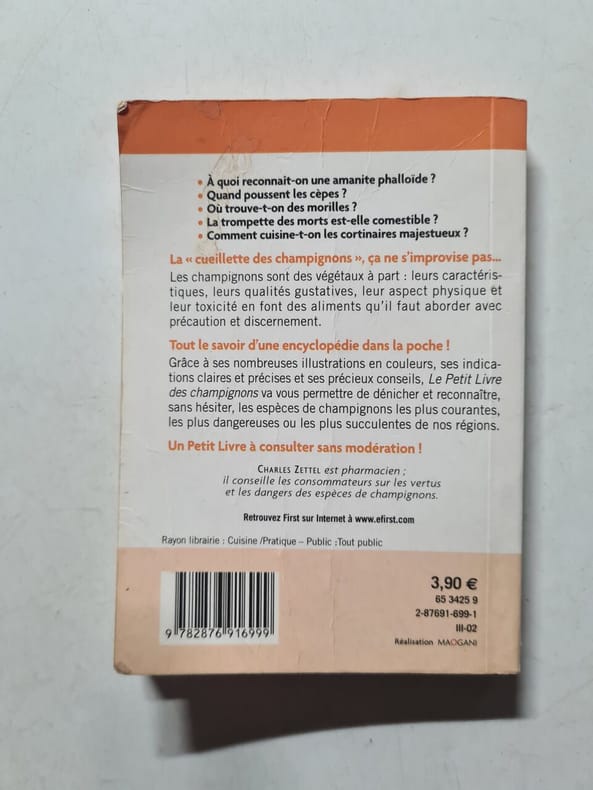 • À quoi reconnait-on une amanite phalloïde ?
• Quand poussent les cèpes ?
• Où trouve-t-on des morilles ?
• La trompette des morts est-elle comestible ?
• Comment cuisine-t-on les cortinaires majestueux ?
La « cueillette des champignons », ça ne s'improvise pas...
Les champignons sont des végétaux à part : leurs caractéris-
tiques, leurs qualités gustatives, leur aspect physique et
leur toxicité en font des aliments qu'il faut aborder avec
précaution et discernement.
Tout le savoir d'une encyclopédie dans la poche !
Grâce à ses nombreuses illustrations en couleurs, ses indica-
tions claires et précises et ses précieux conseils, Le Petit Livre
des champignons va vous permettre de dénicher et reconnaître,
sans hésiter, les espèces de champignons les plus courantes,
les plus dangereuses ou les plus succulentes de nos régions.
Un Petit Livre à consulter sans modération !
CHARLES ZETTEL est pharmacien ;
il conseille les consommateurs sur les vertus
et les dangers des espèces de champignons.
Retrouvez First sur Internet à www.efirst.com
Rayon librairie : Cuisine /Pratique – Public :Tout public
9 782876 916999
3,90 €
65 3425 9
2-87691-699-1
III-02
Réalisation MAOGANI